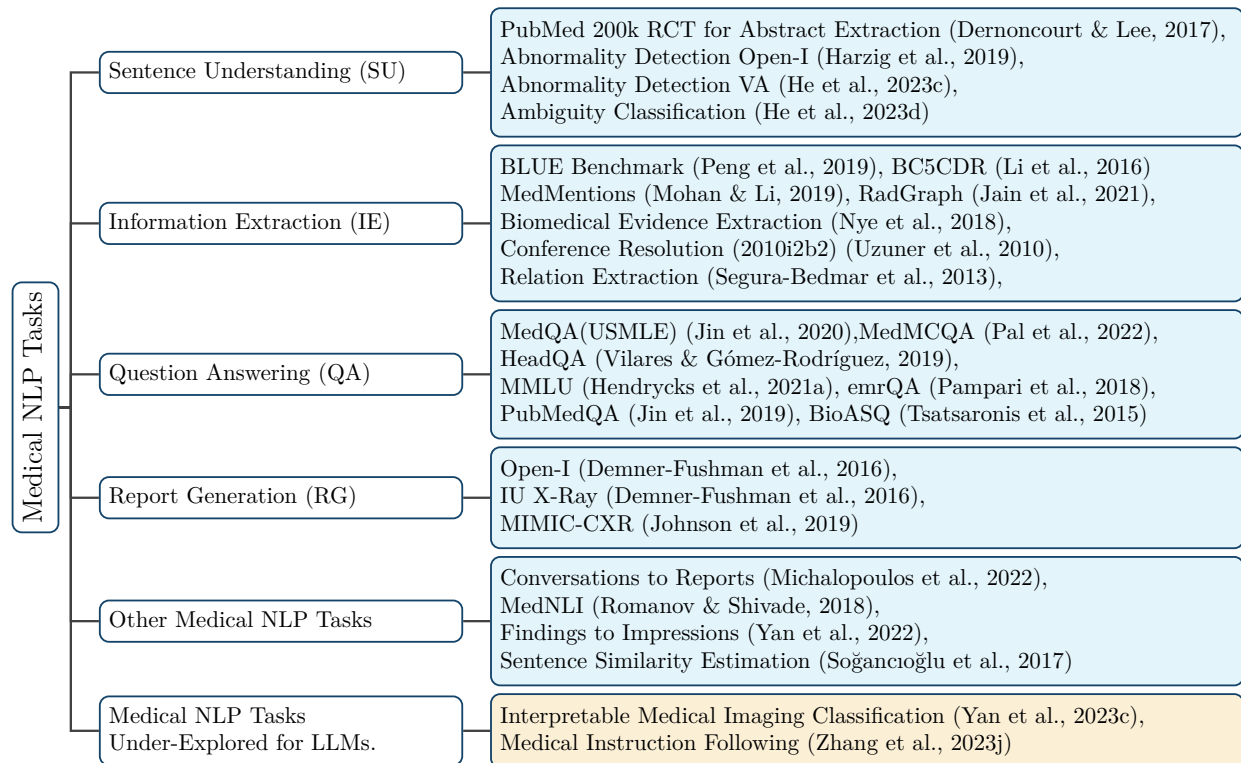 Medical NLP Tasks
Sentence Understanding (SU)
PubMed 200k RCT for Abstract Extraction (Dernoncourt & Lee, 2017),
Abnormality Detection Open-I (Harzig et al., 2019),
Abnormality Detection VA (He et al., 2023c),
Ambiguity Classification (He et al., 2023d)
Information Extraction (IE)
BLUE Benchmark (Peng et al., 2019), BC5CDR (Li et al., 2016)
MedMentions (Mohan & Li, 2019), RadGraph (Jain et al., 2021),
Biomedical Evidence Extraction (Nye et al., 2018),
Conference Resolution (2010i2b2) (Uzuner et al., 2010),
Relation Extraction (Segura-Bedmar et al., 2013),
Question Answering (QA)
MedQA(USMLE) (Jin et al., 2020),MedMCQA (Pal et al., 2022),
HeadQA (Vilares & Gómez-Rodríguez, 2019),
MMLU (Hendrycks et al., 2021a), emrQA (Pampari et al., 2018),
PubMedQA (Jin et al., 2019), BioASQ (Tsatsaronis et al., 2015)
Report Generation (RG)
Open-I (Demner-Fushman et al., 2016),
IU X-Ray (Demner-Fushman et al., 2016),
MIMIC-CXR (Johnson et al., 2019)
Other Medical NLP Tasks
Conversations to Reports (Michalopoulos et al., 2022),
MedNLI (Romanov & Shivade, 2018),
Findings to Impressions (Yan et al., 2022),
Sentence Similarity Estimation (Soğancıoğlu et al., 2017)
Medical NLP Tasks
Under-Explored for LLMs.
Interpretable Medical Imaging Classification (Yan et al., 2023c),
Medical Instruction Following (Zhang et al., 2023j)